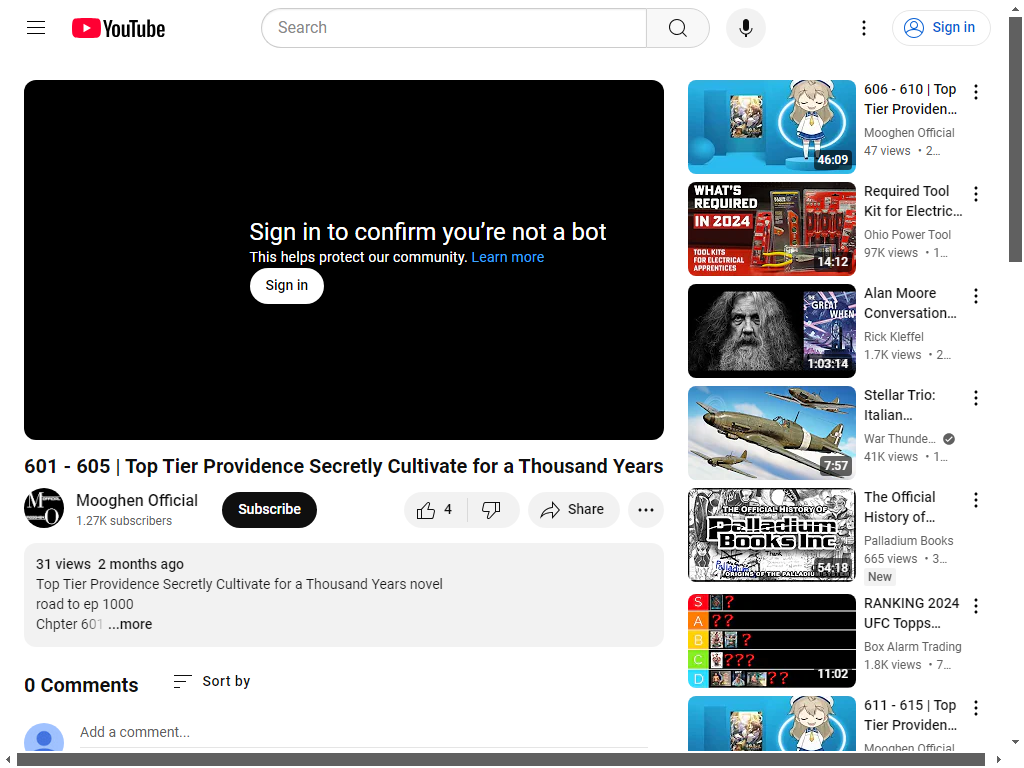 YouTube
Search
Sign in
Sign in to confirm you’re not a bot
This helps protect our community. Learn more
Sign in
601 - 605 | Top Tier Providence Secretly Cultivate for a Thousand Years
Mooghen Official
1.27K subscribers
Subscribe
4
Share
31 views 2 months ago
Top Tier Providence Secretly Cultivate for a Thousand Years novel
road to ep 1000
Chpter 601 ...more
0 Comments
Sort by
Add a comment...
46:09
606 - 610 | Top
Tier Providen...
Mooghen Official
47 views • 2...
WHAT'S
REQUIRED
IN 2024
TOOL KITS
FOR ELECTRICAL
APPRENTICES
14:12
Required Tool
Kit for Electric...
Ohio Power Tool
97K views • 1...
THE
GREAT
WHEN
1:03:14
Alan Moore
Conversation...
Rick Kleffel
1.7K views • 2...
7:57
Stellar Trio:
Italian...
War Thunde...
41K views • 1...
THE OFFICIAL HISTORY OF
Palladium
Books Inc
ORIGINS OF THE PALLADIUM SYSTEM
54:18
The Official
History of...
Palladium Books
665 views • 3...
New
S ?
A ??
B ?
C ???
D ??
11:02
RANKING 2024
UFC Topps...
Box Alarm Trading
1.8K views • 7...
611 - 615 | Top
Tier Providen...
Mooghen Official